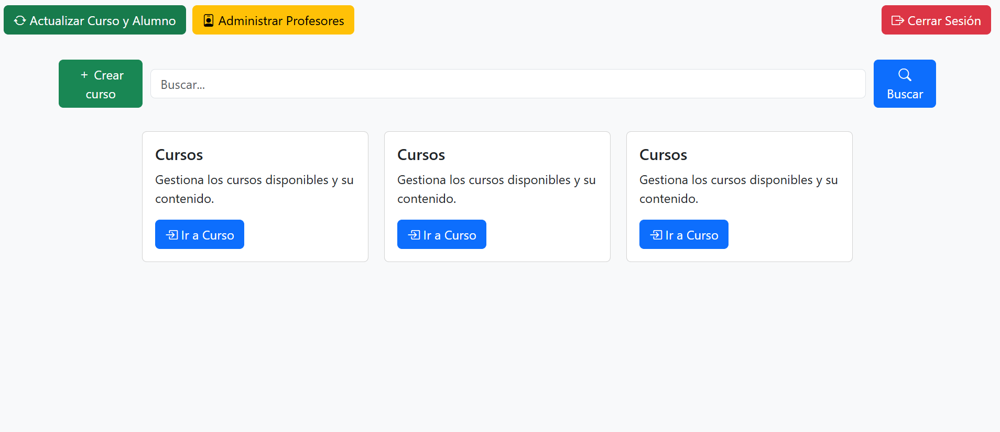 Actualizar Curso y Alumno
Administrar Profesores
Cerrar Sesión
+ Crear
curso
Buscar...
Buscar
Cursos
Gestiona los cursos disponibles y su
contenido.
Ir a Curso
Cursos
Gestiona los cursos disponibles y su
contenido.
Ir a Curso
Cursos
Gestiona los cursos disponibles y su
contenido.
Ir a Curso